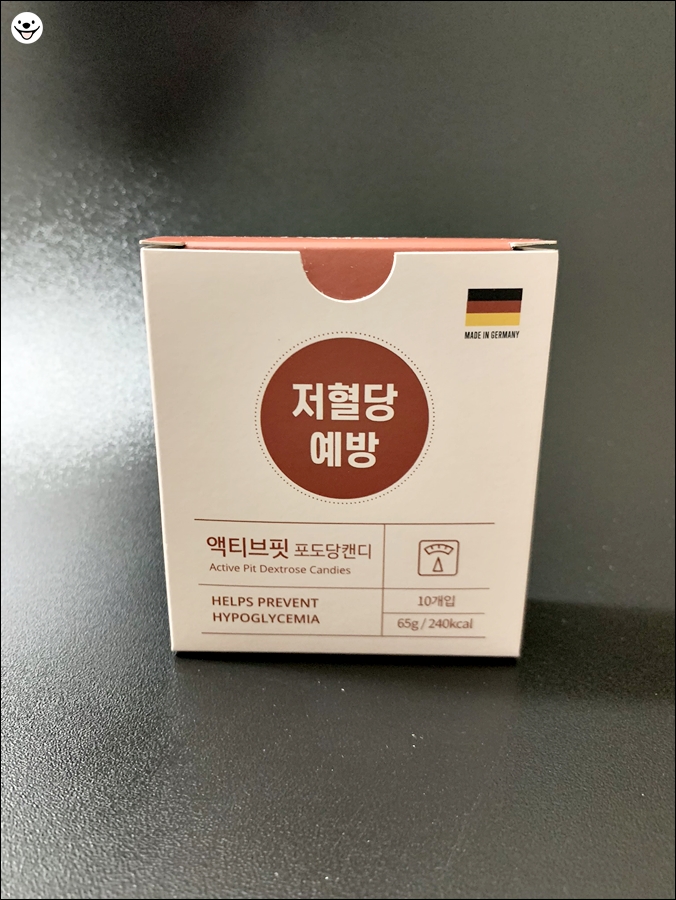 MADE IN GERMANY
저혈당
예방
액티브핏 포도당캔디
Active Pit Dextrose Candies
HELPS PREVENT
HYPOGLYCEMIA
10개입
65g / 240kcal